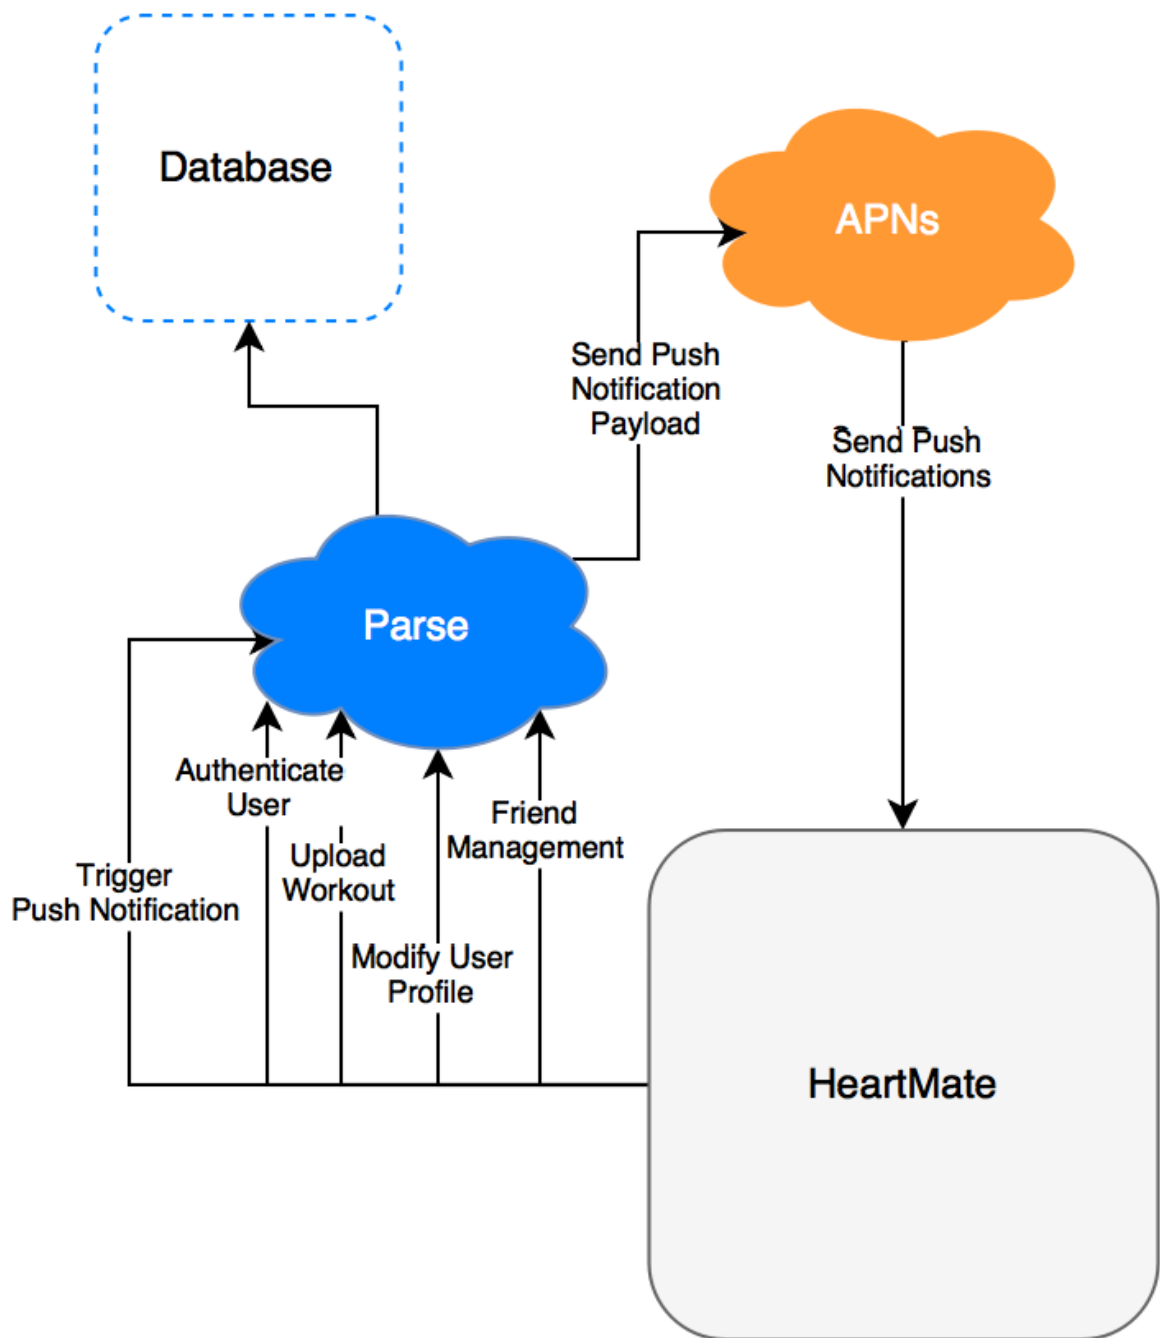 Database
APNs
Send Push
Notification
Payload
Send Push
Notifications
Parse
Authenticate
User
Friend
Management
Upload
Workout
Trigger
Push Notification
Modify User
Profile
HeartMate